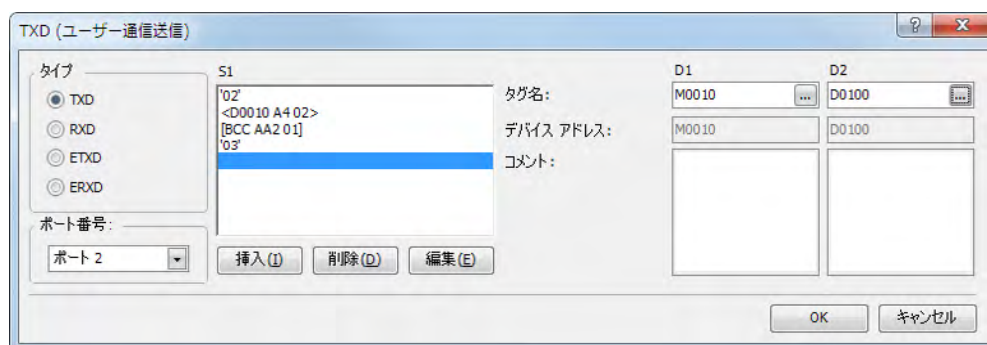 TXD (ユーザー通信送信)
タイプ
TXD
RXD
ETXD
ERXD
ポート番号:
ポート 2
S1
'02'
<D0010 A4 02>
[BCC AA2 01]
'03'
挿入(I)
削除(D)
編集(E)
D1
D2
タグ名:
M0010
...
D0100
...
デバイス アドレス:
M0010
D0100
コメント:
OK
キャンセル